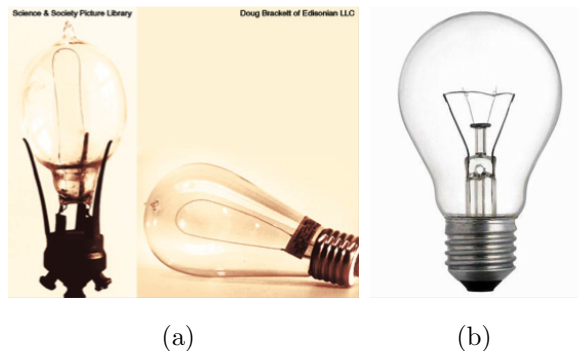 Science & Society Picture Library
Doug Brackett of Edisonian LLC
(a)
(b)